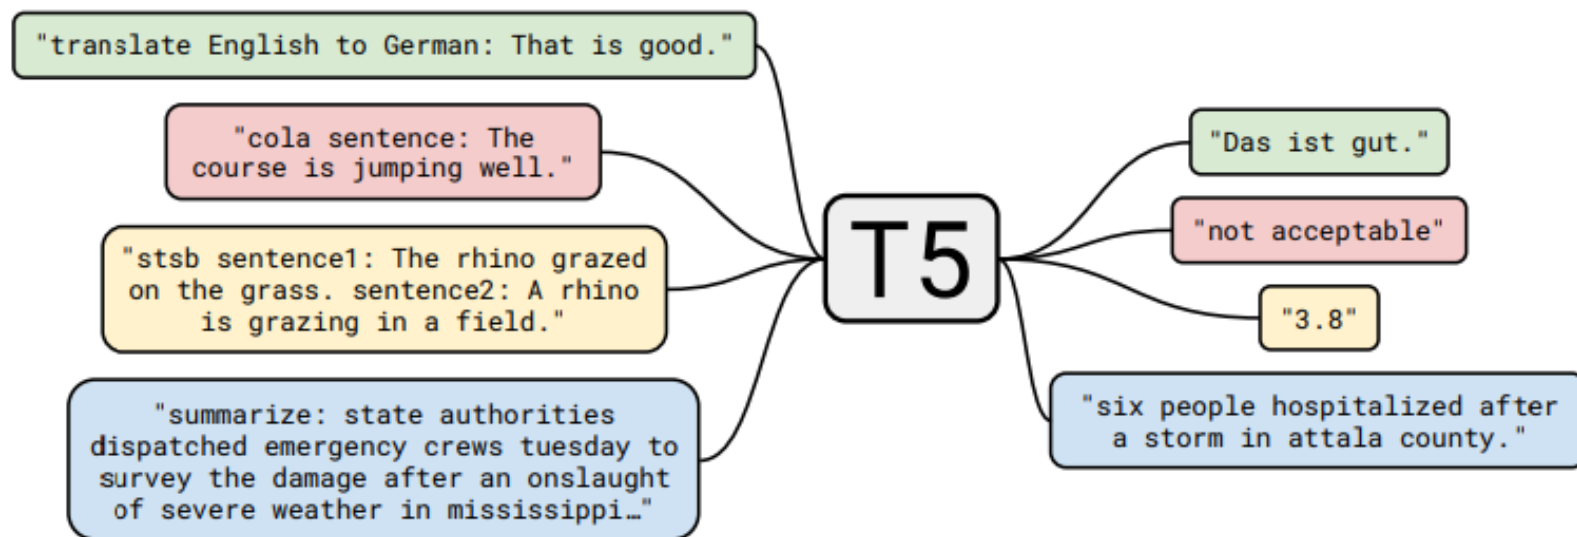 "translate English to German: That is good."
"cola sentence: The
course is jumping well."
"stsb sentence1: The rhino grazed
on the grass. sentence2: A rhino
is grazing in a field."
"summarize: state authorities
dispatched emergency crews tuesday to
survey the damage after an onslaught
of severe weather in mississippi…"
T5
"Das ist gut."
"not acceptable"
"3.8"
"six people hospitalized after
a storm in attala county."